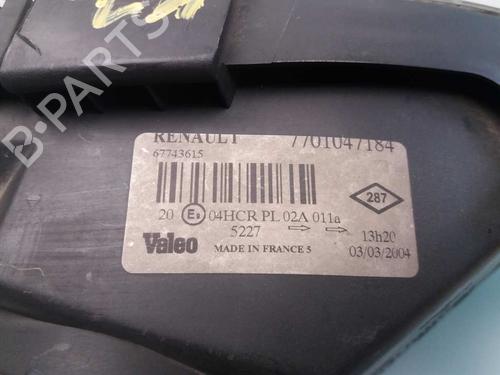 B-PARTS
RENAULT 7701047184
67743615
287
20 E2 04HCR PL 02A 011a
5227 13h20
Valeo MADE IN FRANCE 5 03/03/2004